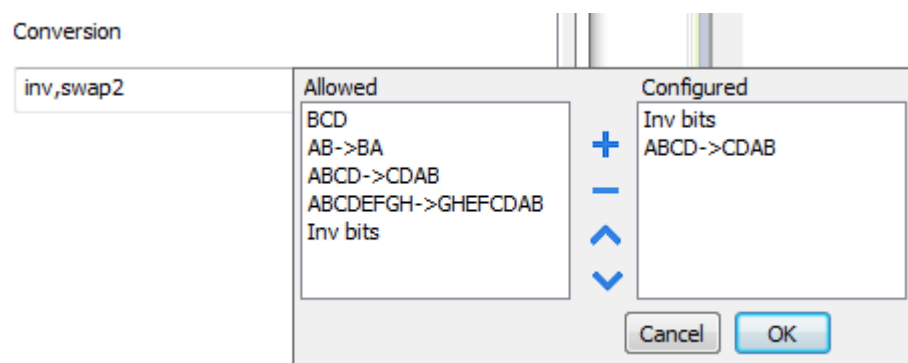 Conversion
inv,swap2
Allowed
BCD
AB->BA
ABCD->CDAB
ABCDEFGH->GHEFCDAB
Inv bits
Configured
Inv bits
ABCD->CDAB
Cancel
OK